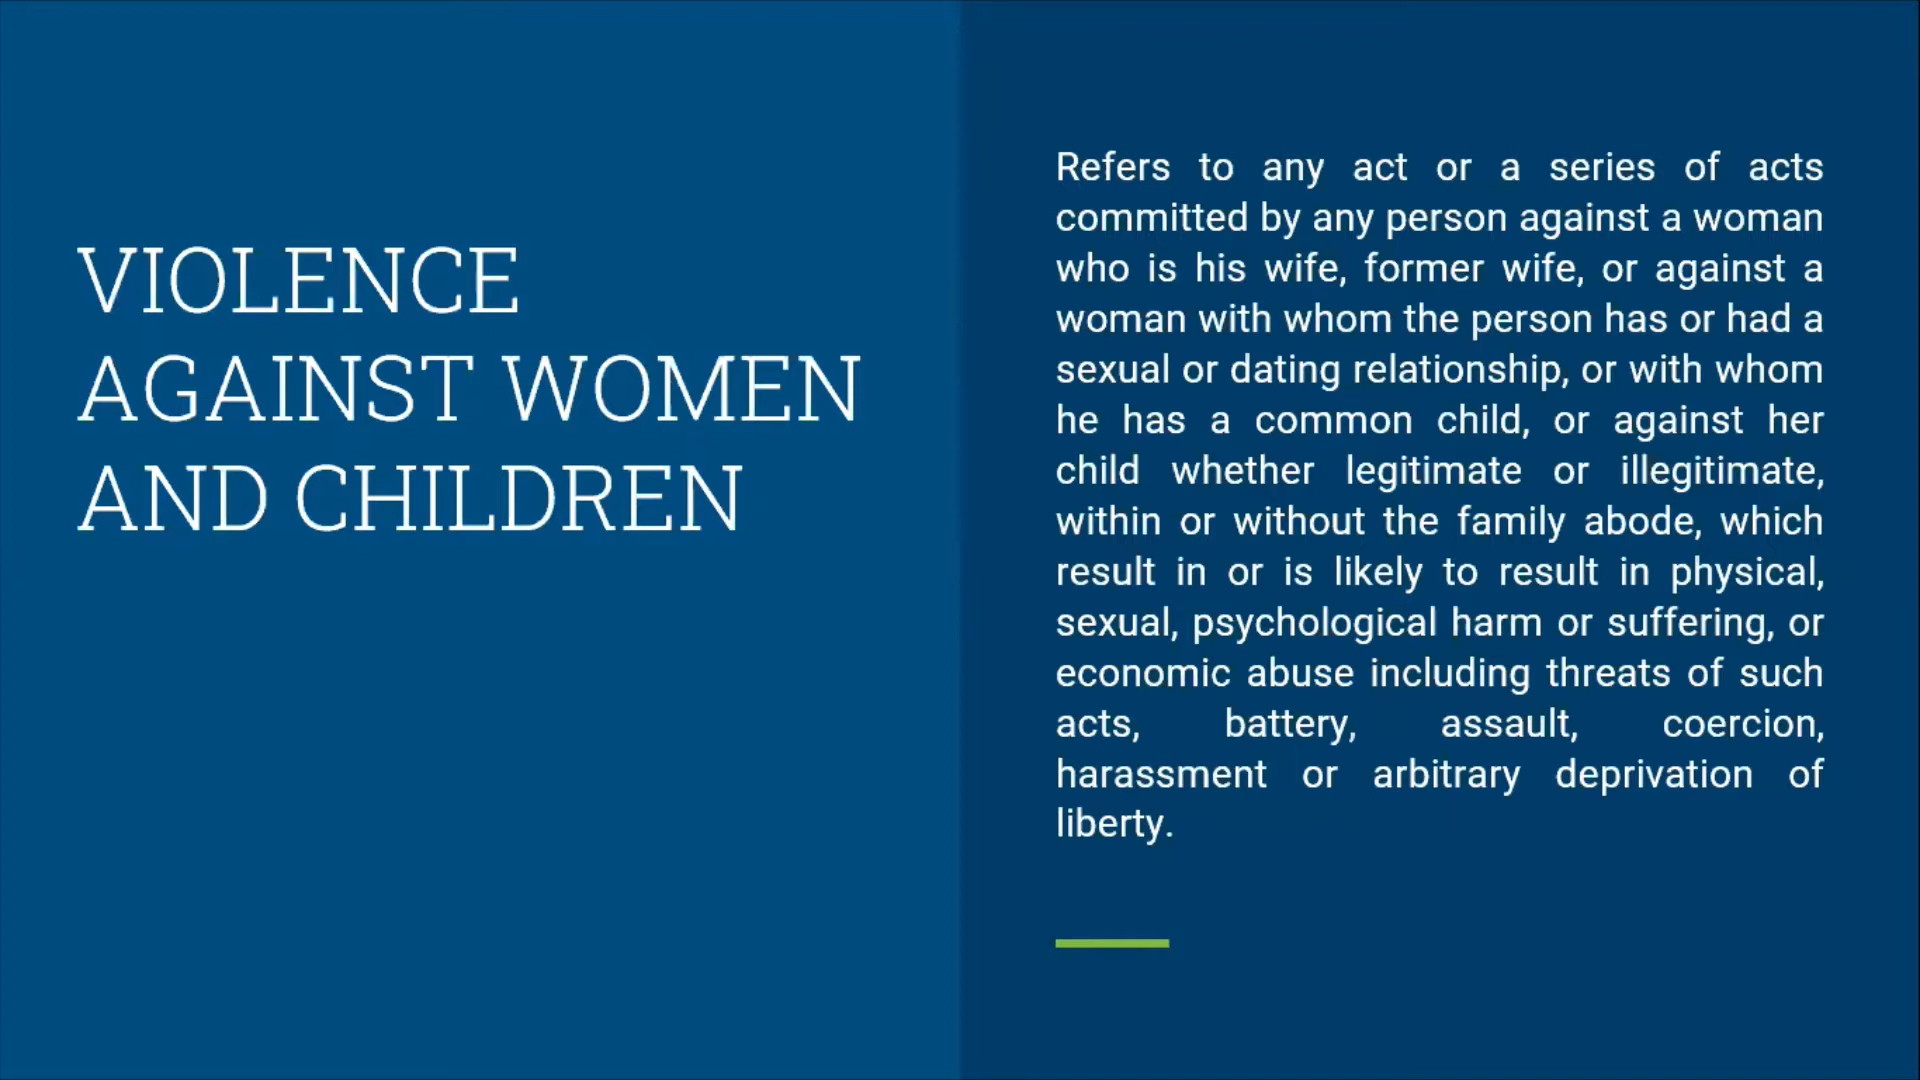 VIOLENCE
AGAINST WOMEN
AND CHILDREN
Refers to any act or a series of acts
committed by any person against a woman
who is his wife, former wife, or against a
woman with whom the person has or had a
sexual or dating relationship, or with whom
he has a common child, or against her
child whether legitimate or illegitimate,
within or without the family abode, which
result in or is likely to result in physical,
sexual, psychological harm or suffering, or
economic abuse including threats of such
acts, battery, assault, coercion,
harassment or arbitrary deprivation of
liberty.